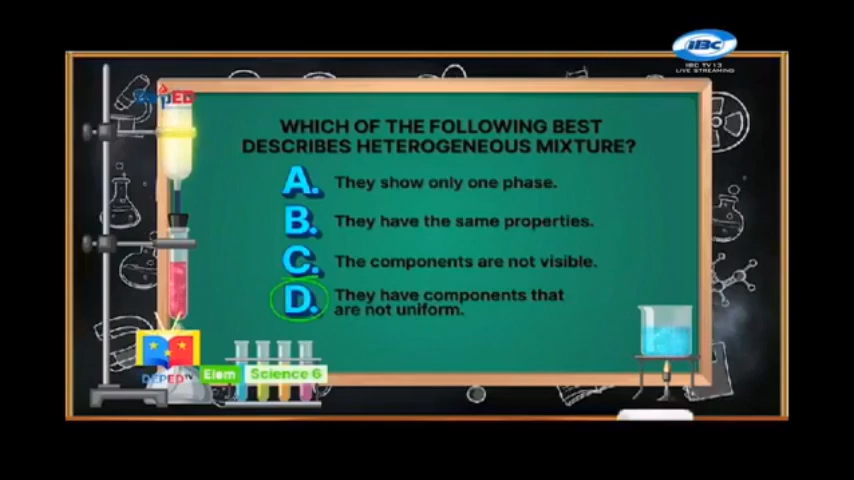 IBC
IBC TV 13
LIVE STREAMING
DepED
WHICH OF THE FOLLOWING BEST
DESCRIBES HETEROGENEOUS MIXTURE?
A. They show only one phase.
B. They have the same properties.
C. The components are not visible.
D. They have components that
are not uniform.
DEPED TV
Elem Science 6